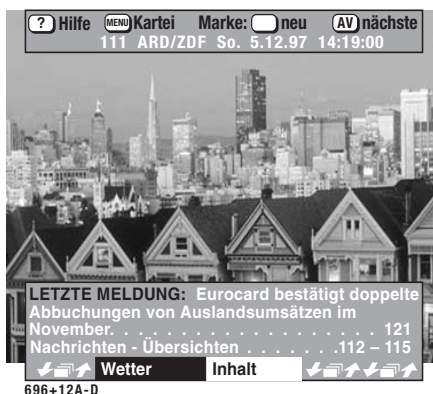 ? Hilfe MENU Kartei Marke: neu AV nächste
111 ARD/ZDF So. 5.12.97 14:19:00
LETZTE MELDUNG: Eurocard bestätigt doppelte
Abbuchungen von Auslandsumsätzen im
November. . . . . . . . . . . . . . . . . . . . 121
Nachrichten - Übersichten . . . . . . .112 – 115
Wetter Inhalt
696+12A-D